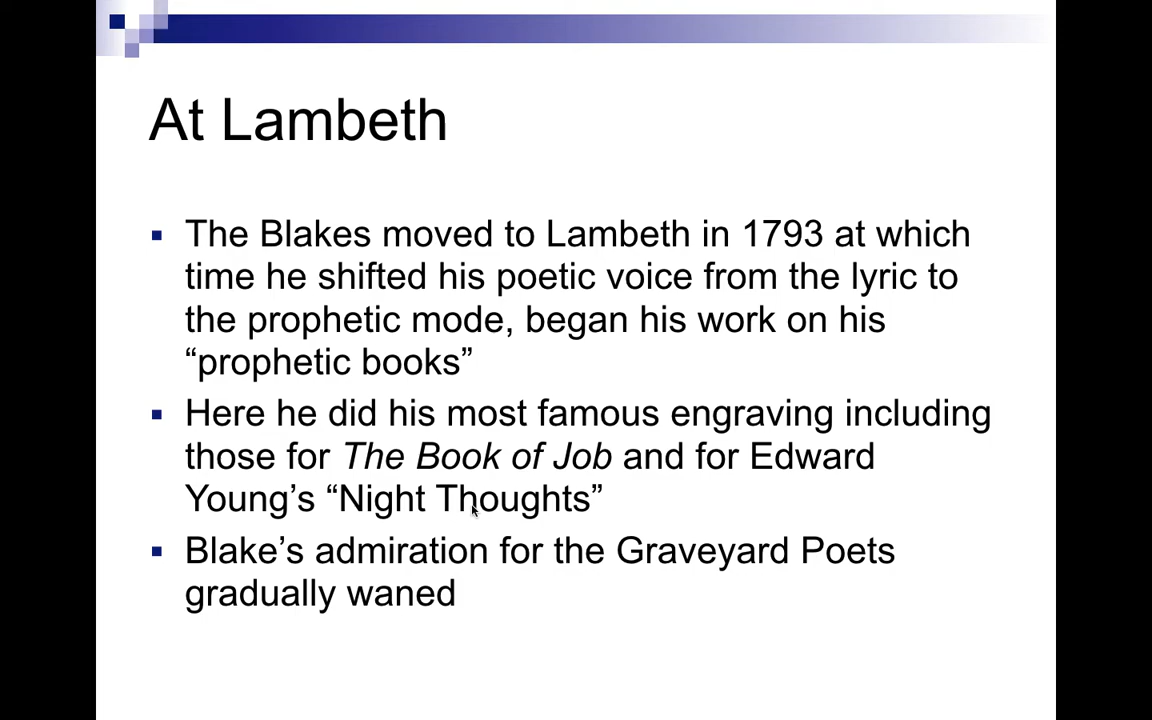 At Lambeth
▪ The Blakes moved to Lambeth in 1793 at which
time he shifted his poetic voice from the lyric to
the prophetic mode, began his work on his
“prophetic books”
▪ Here he did his most famous engraving including
those for The Book of Job and for Edward
Young’s “Night Thoughts”
▪ Blake’s admiration for the Graveyard Poets
gradually waned